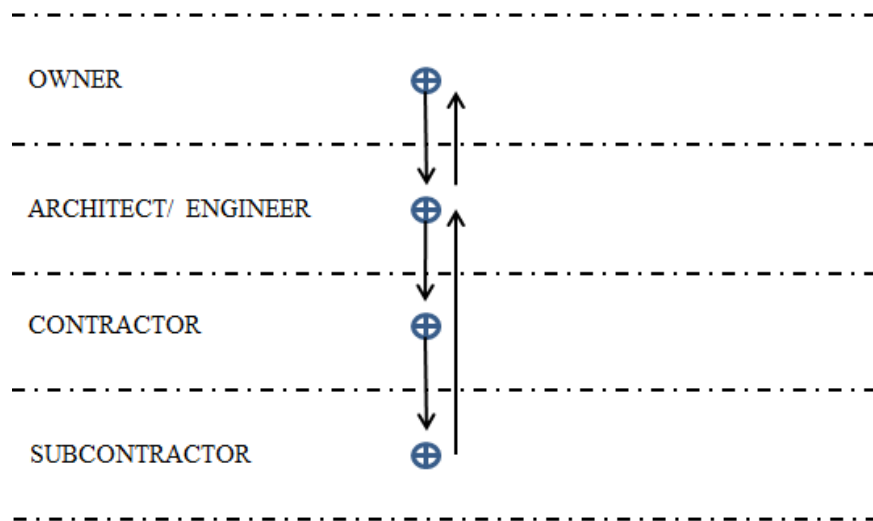 OWNER
ARCHITECT/ ENGINEER
CONTRACTOR
SUBCONTRACTOR